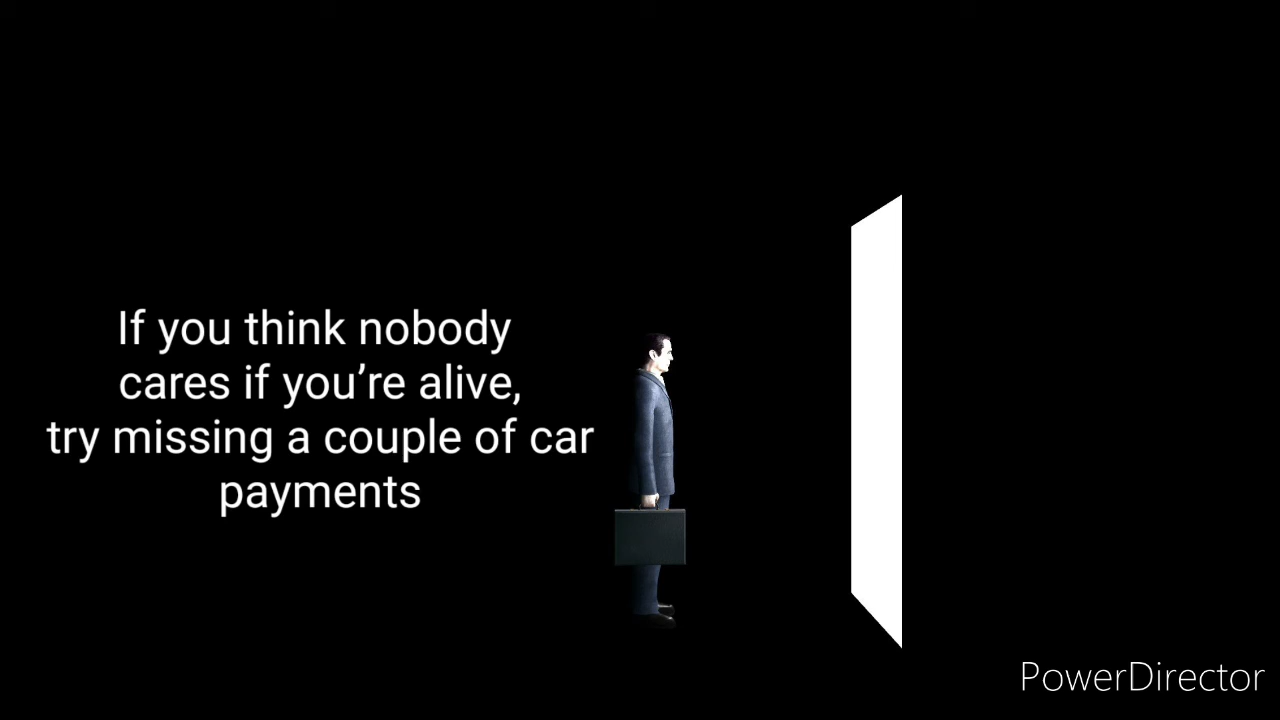 If you think nobody
cares if you’re alive,
try missing a couple of car
payments
PowerDirector